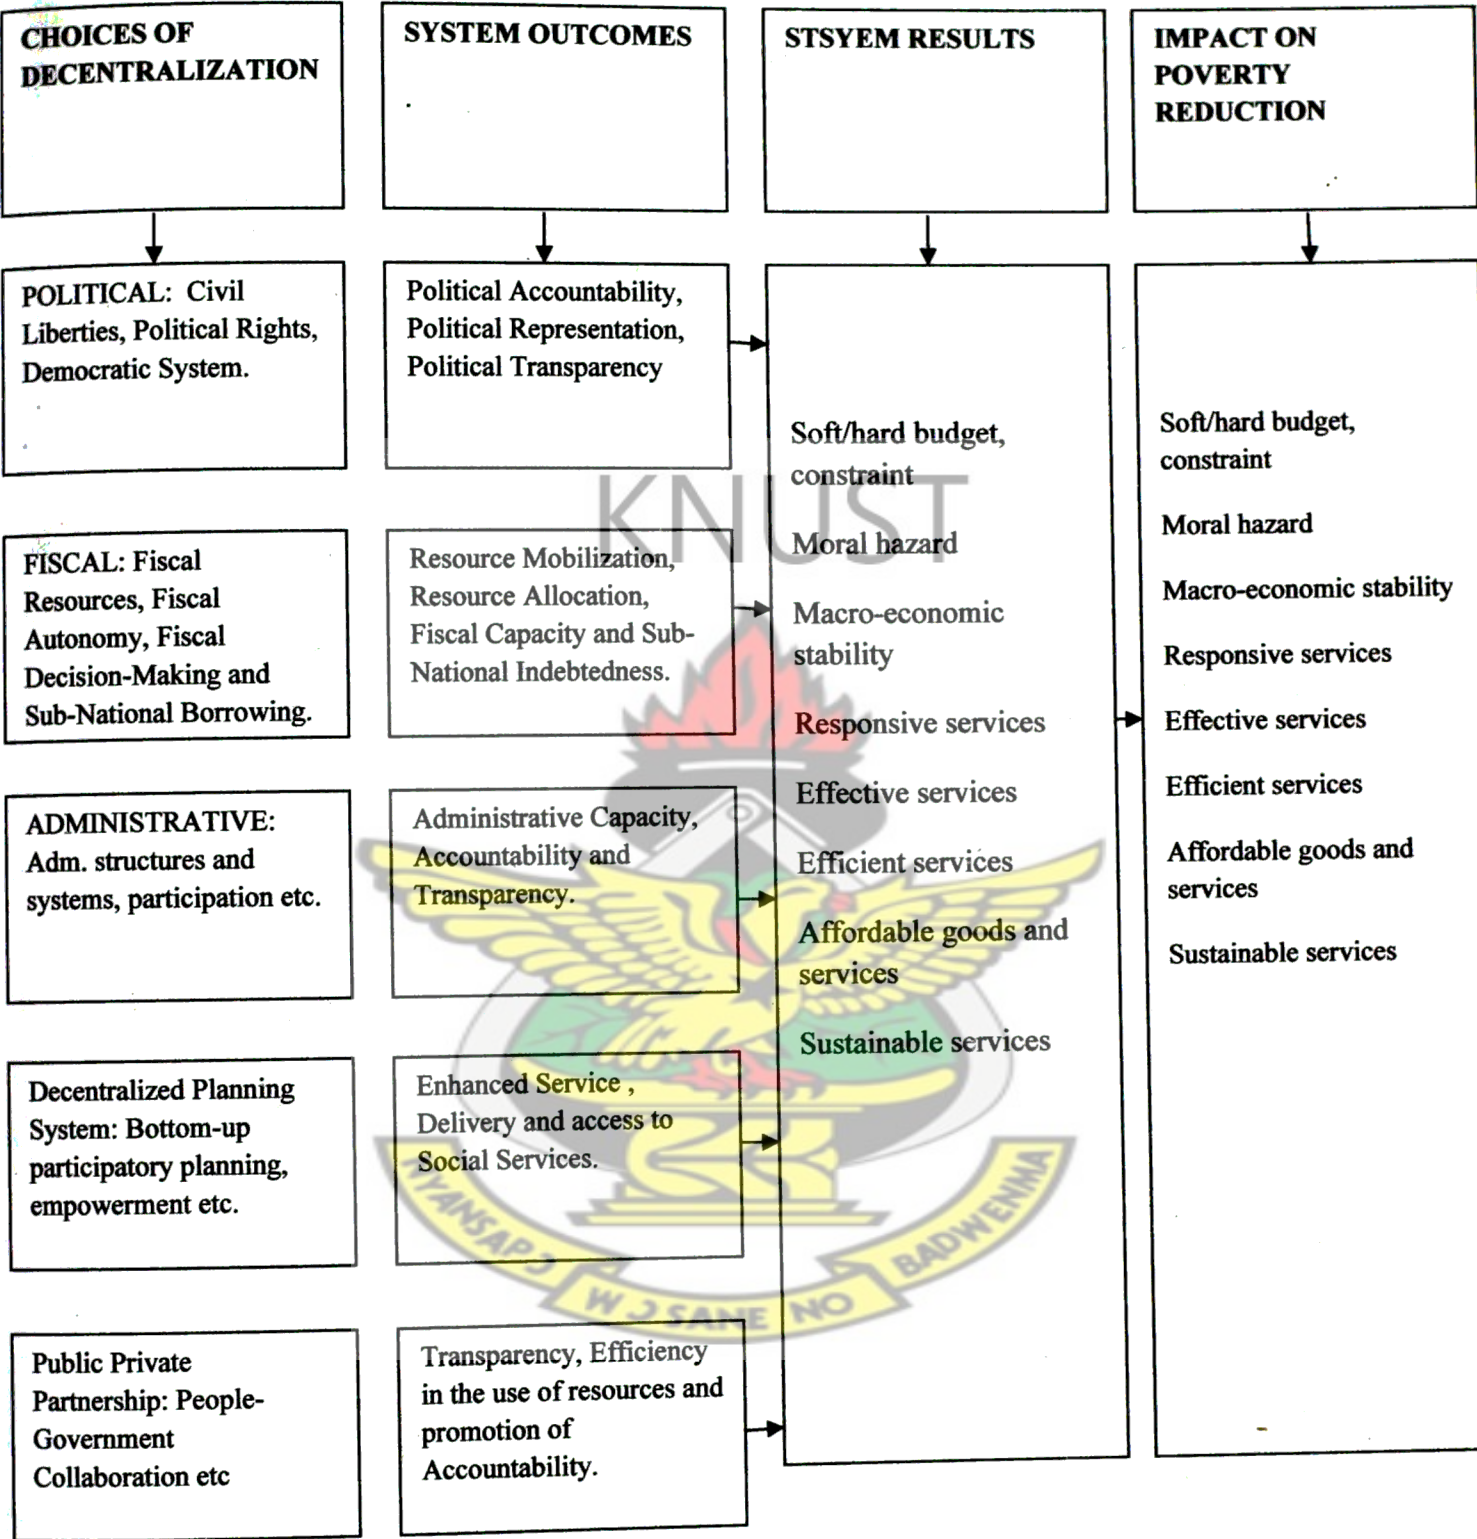 CHOICES OF
DECENTRALIZATION
SYSTEM OUTCOMES
STSYEM RESULTS
IMPACT ON
POVERTY
REDUCTION
POLITICAL: Civil
Liberties, Political Rights,
Democratic System.
Political Accountability,
Political Representation,
Political Transparency
FISCAL: Fiscal
Resources, Fiscal
Autonomy, Fiscal
Decision-Making and
Sub-National Borrowing.
Resource Mobilization,
Resource Allocation,
Fiscal Capacity and Sub-
National Indebtedness.
ADMINISTRATIVE:
Adm. structures and
systems, participation etc.
Administrative Capacity,
Accountability and
Transparency.
Decentralized Planning
System: Bottom-up
participatory planning,
empowerment etc.
Enhanced Service ,
Delivery and access to
Social Services.
Public Private
Partnership: People-
Government
Collaboration etc
Transparency, Efficiency
in the use of resources and
promotion of
Accountability.
Soft/hard budget,
constraint
Moral hazard
Macro-economic
stability
Responsive services
Effective services
Efficient services
Affordable goods and
services
Sustainable services
Soft/hard budget,
constraint
Moral hazard
Macro-economic stability
Responsive services
Effective services
Efficient services
Affordable goods and
services
Sustainable services
KNUST
NYANSAPƆ
WƆSANE NO
BADWENMA